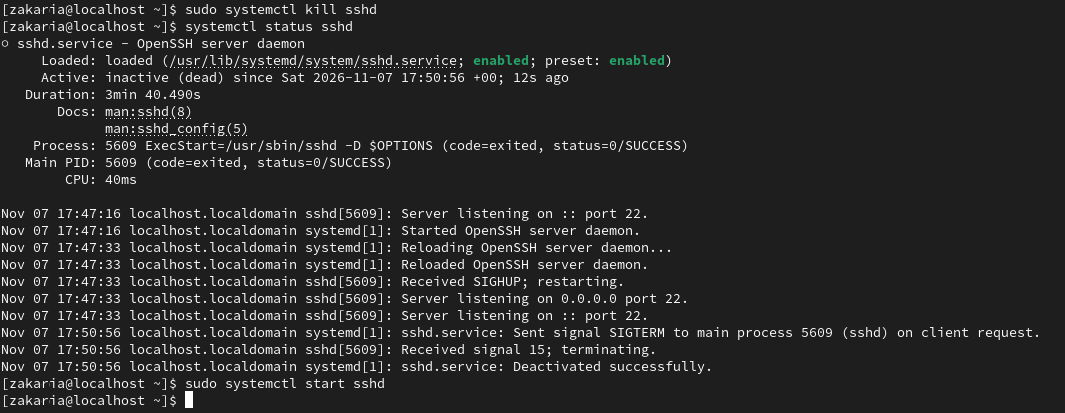 [zakaria@localhost ~]$ sudo systemctl kill sshd
[zakaria@localhost ~]$ systemctl status sshd
○ sshd.service - OpenSSH server daemon
     Loaded: loaded (/usr/lib/systemd/system/sshd.service; enabled; preset: enabled)
     Active: inactive (dead) since Sat 2026-11-07 17:50:56 +00; 12s ago
   Duration: 3min 40.490s
       Docs: man:sshd(8)
             man:sshd_config(5)
    Process: 5609 ExecStart=/usr/sbin/sshd -D $OPTIONS (code=exited, status=0/SUCCESS)
   Main PID: 5609 (code=exited, status=0/SUCCESS)
        CPU: 40ms

Nov 07 17:47:16 localhost.localdomain sshd[5609]: Server listening on :: port 22.
Nov 07 17:47:16 localhost.localdomain systemd[1]: Started OpenSSH server daemon.
Nov 07 17:47:33 localhost.localdomain systemd[1]: Reloading OpenSSH server daemon...
Nov 07 17:47:33 localhost.localdomain systemd[1]: Reloaded OpenSSH server daemon.
Nov 07 17:47:33 localhost.localdomain sshd[5609]: Received SIGHUP; restarting.
Nov 07 17:47:33 localhost.localdomain sshd[5609]: Server listening on 0.0.0.0 port 22.
Nov 07 17:47:33 localhost.localdomain sshd[5609]: Server listening on :: port 22.
Nov 07 17:50:56 localhost.localdomain systemd[1]: sshd.service: Sent signal SIGTERM to main process 5609 (sshd) on client request.
Nov 07 17:50:56 localhost.localdomain sshd[5609]: Received signal 15; terminating.
Nov 07 17:50:56 localhost.localdomain systemd[1]: sshd.service: Deactivated successfully.
[zakaria@localhost ~]$ sudo systemctl start sshd
[zakaria@localhost ~]$